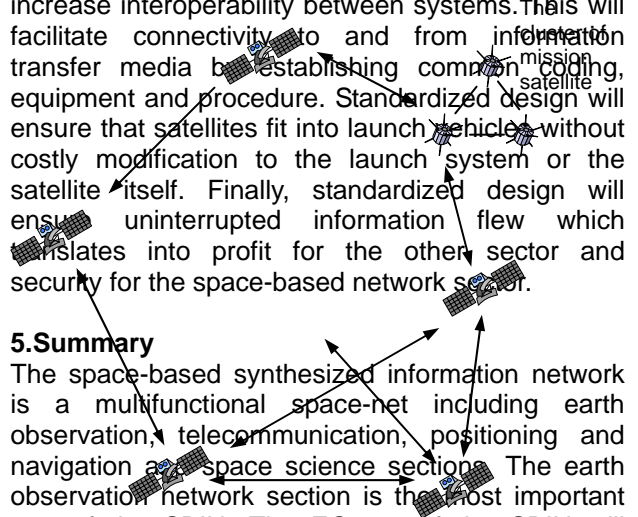 increase interoperability between systems. This will
facilitate connectivity to and from information
transfer media by establishing common coding,
equipment and procedure. Standardized design will
ensure that satellites fit into launch vehicles without
costly modification to the launch system or the
satellite itself. Finally, standardized design will
ensure uninterrupted information flew which
translates into profit for the other sector and
security for the space-based network sector.
The
cluster of
mission
satellite
5.Summary
The space-based synthesized information network
is a multifunctional space-net including earth
observation, telecommunication, positioning and
navigation and space science sections. The earth
observation network section is the most important